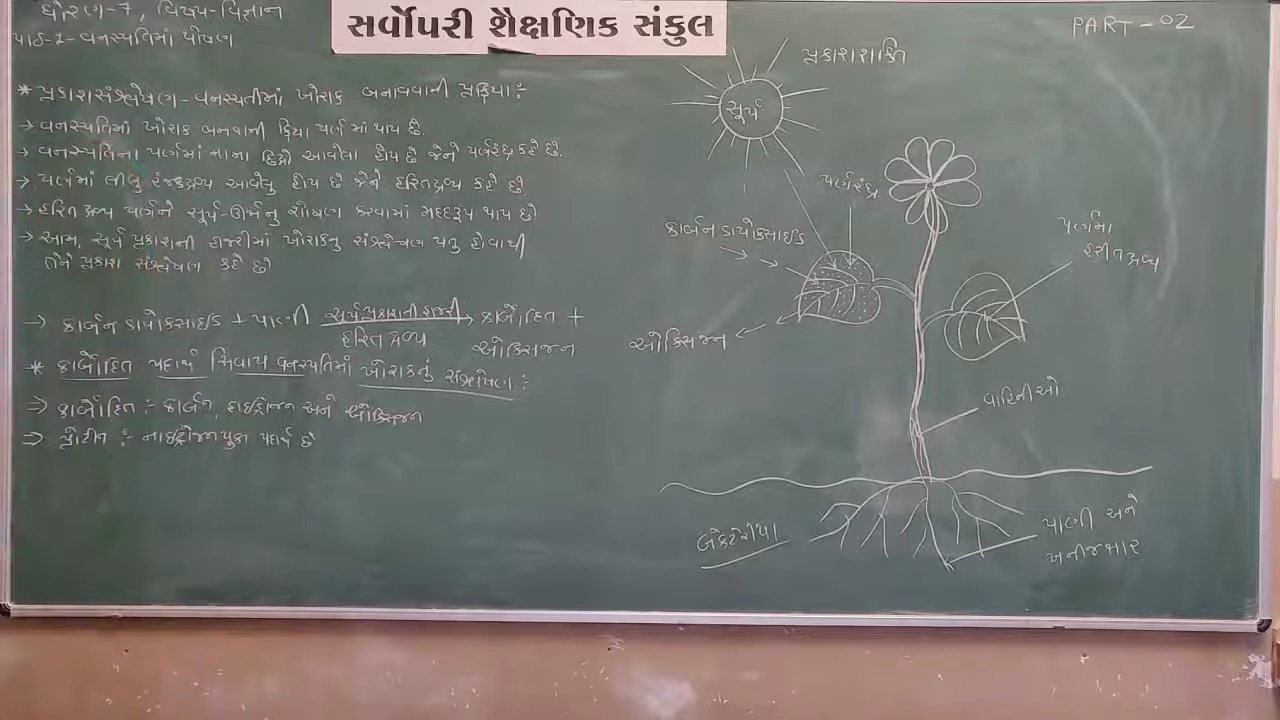 ધોરણ-7, વિષય-વિજ્ઞાન
પાઠ-1-વનસ્પતિમાં પોષણ
સર્વોપરી શૈક્ષણિક સંકુલ
PART-02
* પ્રકાશસંશ્લેષણ-વનસ્પતીમાં ખોરાક બનાવવાની પ્રક્રિયા:
→ વનસ્પતિમાં ખોરાક બનવાની ક્રિયા પર્ણ માં થાય છે.
→ વનસ્પતિના પર્ણમાં નાના છિદ્રો આવેલા હોય છે જેને પર્ણરંધ્ર કહે છે.
→ પર્ણમાં લીલુ રંજકદ્રવ્ય આવેલુ હોય છે જેને હરિતદ્રવ્ય કહે છે
→ હરિત દ્રવ્ય પર્ણને સૂર્ય-ઊર્જાનુ શોષણ કરવામાં મદદરૂપ થાય છે
→ આમ, સૂર્ય પ્રકાશની હાજરીમાં ખોરાકનુ સંશ્લેષણ થતુ હોવાથી
તેને પ્રકાશ સંશ્લેષણ કહે છે
→ કાર્બન ડાયોક્સાઇડ + પાણી સૂર્યપ્રકાશની હાજરી → કાર્બોદિત +
હરિત દ્રવ્ય ઓક્સિજન
* કાર્બોદિત પદાર્થ સિવાય વનસ્પતિમાં ખોરાકનું સંશ્લેષણ:
⇒ કાર્બોદિત :- કાર્બન, હાઇડ્રોજન અને ઓક્સિજન
⇒ પ્રોટીન :- નાઇટ્રોજનયુક્ત પદાર્થ છે
પ્રકાશશક્તિ
સૂર્ય
પર્ણરંધ્ર
કાર્બન ડાયોક્સાઇડ
પર્ણમા
હરીતદ્રવ્ય
ઓક્સિજન
વાહિનીઓ
બેક્ટેરીયા
પાણી અને
ખનીજક્ષાર